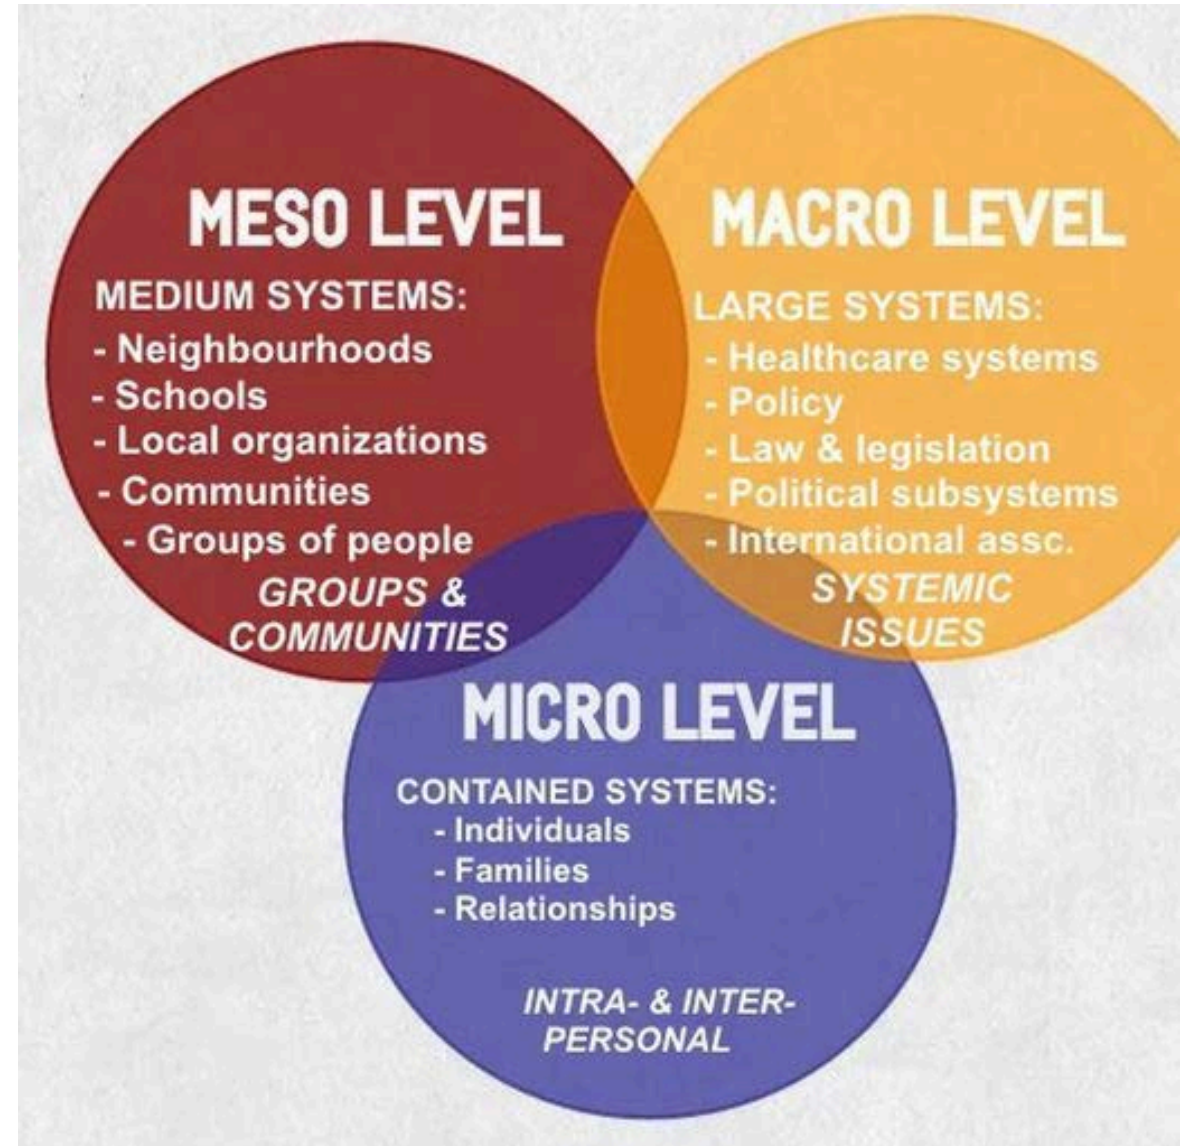 MESO LEVEL
MEDIUM SYSTEMS:
- Neighbourhoods
- Schools
- Local organizations
- Communities
- Groups of people
GROUPS &
COMMUNITIES
MACRO LEVEL
LARGE SYSTEMS:
- Healthcare systems
- Policy
- Law & legislation
- Political subsystems
- International assc.
SYSTEMIC
ISSUES
MICRO LEVEL
CONTAINED SYSTEMS:
- Individuals
- Families
- Relationships
INTRA- & INTER-
PERSONAL